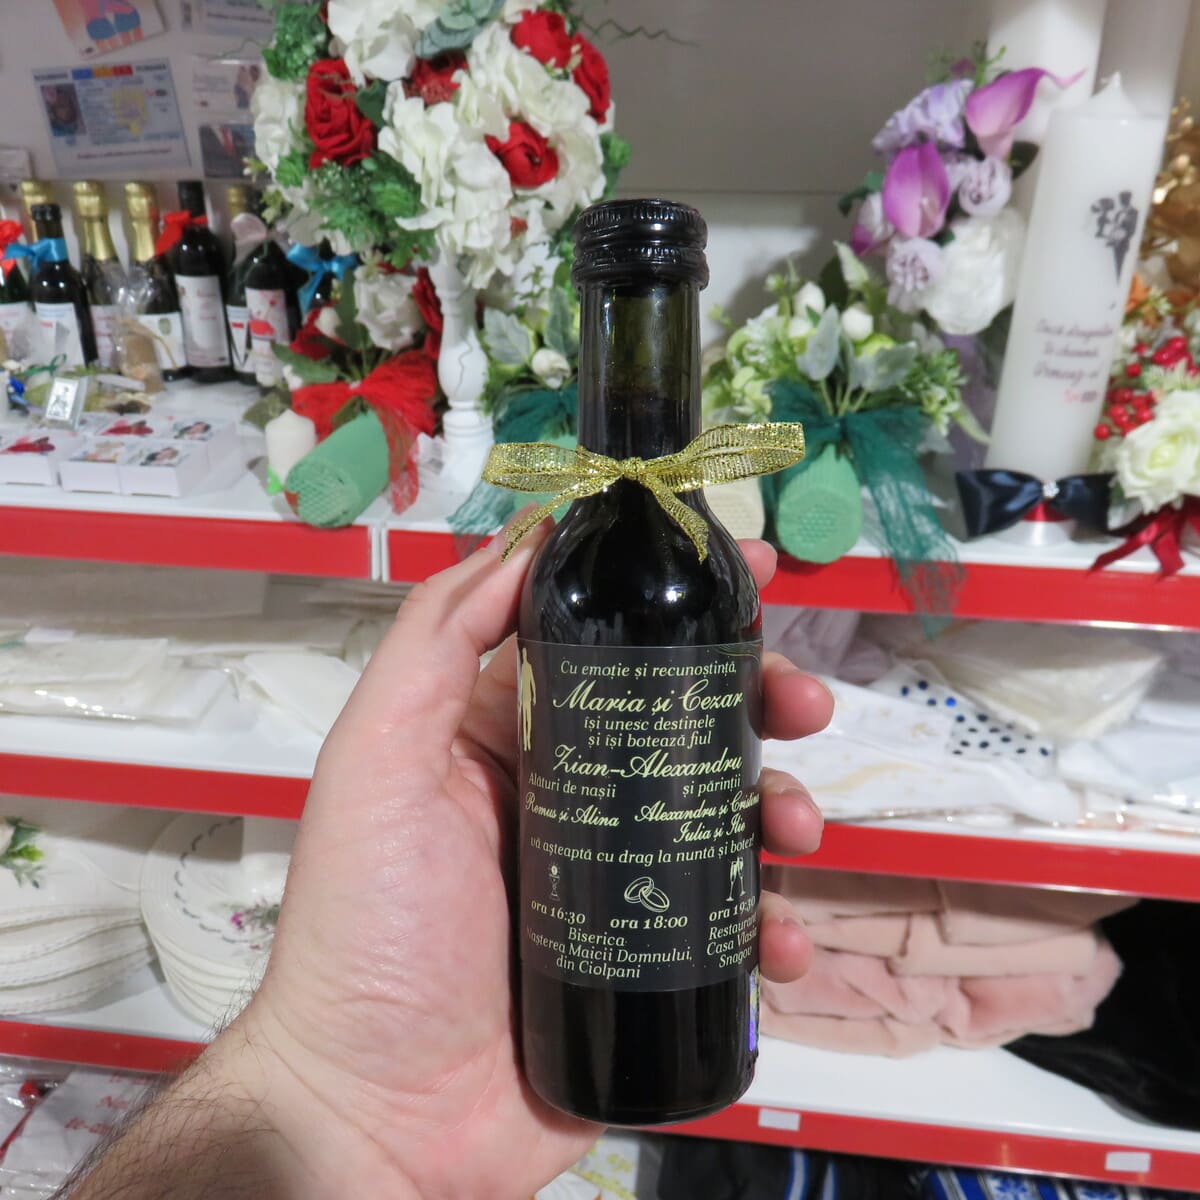 Cu emoție și recunoștință,
Maria și Cezar
își unesc destinele
și își botează fiul
Zian-Alexandru
Alături de nașii
și părinții
Remus și Alina
Alexandru și Cristina
Iulia și Ilie
vă așteaptă cu drag la nuntă și botez!
ora 16:30
ora 18:00
ora 19:30
Biserica
Nașterea Maicii Domnului,
din Ciolpani
Restaurant
Casa Vlasia
Snagov